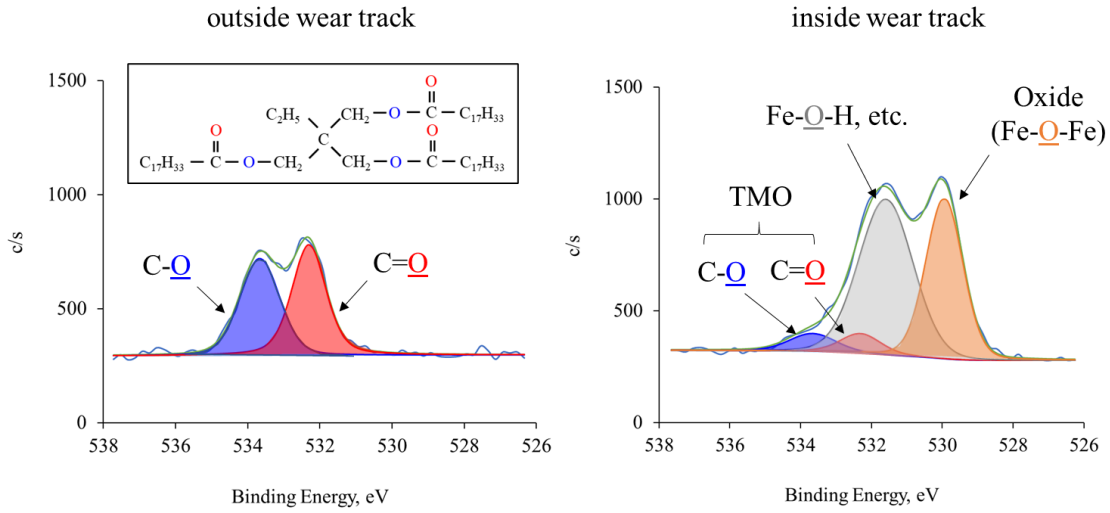 outside wear track
1500
1000
500
0
c/s
538
536
534
532
530
528
526
Binding Energy, eV
O
O
O
C₂H₅
CH₂
O
C
C₁₇H₃₃
C₁₇H₃₃
C
O
CH₂
C
CH₂
O
C
C₁₇H₃₃
C-O
C=O
inside wear track
1500
1000
500
0
c/s
538
536
534
532
530
528
526
Binding Energy, eV
Fe-O-H, etc.
Oxide
(Fe-O-Fe)
TMO
C-O
C=O